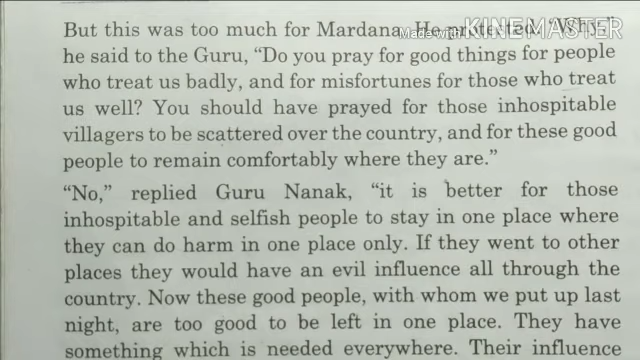 But this was too much for Mardana. He protested. "Why,"
Made with KINEMASTER
he said to the Guru, "Do you pray for good things for people
who treat us badly, and for misfortunes for those who treat
us well? You should have prayed for those inhospitable
villagers to be scattered over the country, and for these good
people to remain comfortably where they are."
"No," replied Guru Nanak, "it is better for those
inhospitable and selfish people to stay in one place where
they can do harm in one place only. If they went to other
places they would have an evil influence all through the
country. Now these good people, with whom we put up last
night, are too good to be left in one place. They have
something which is needed everywhere. Their influence